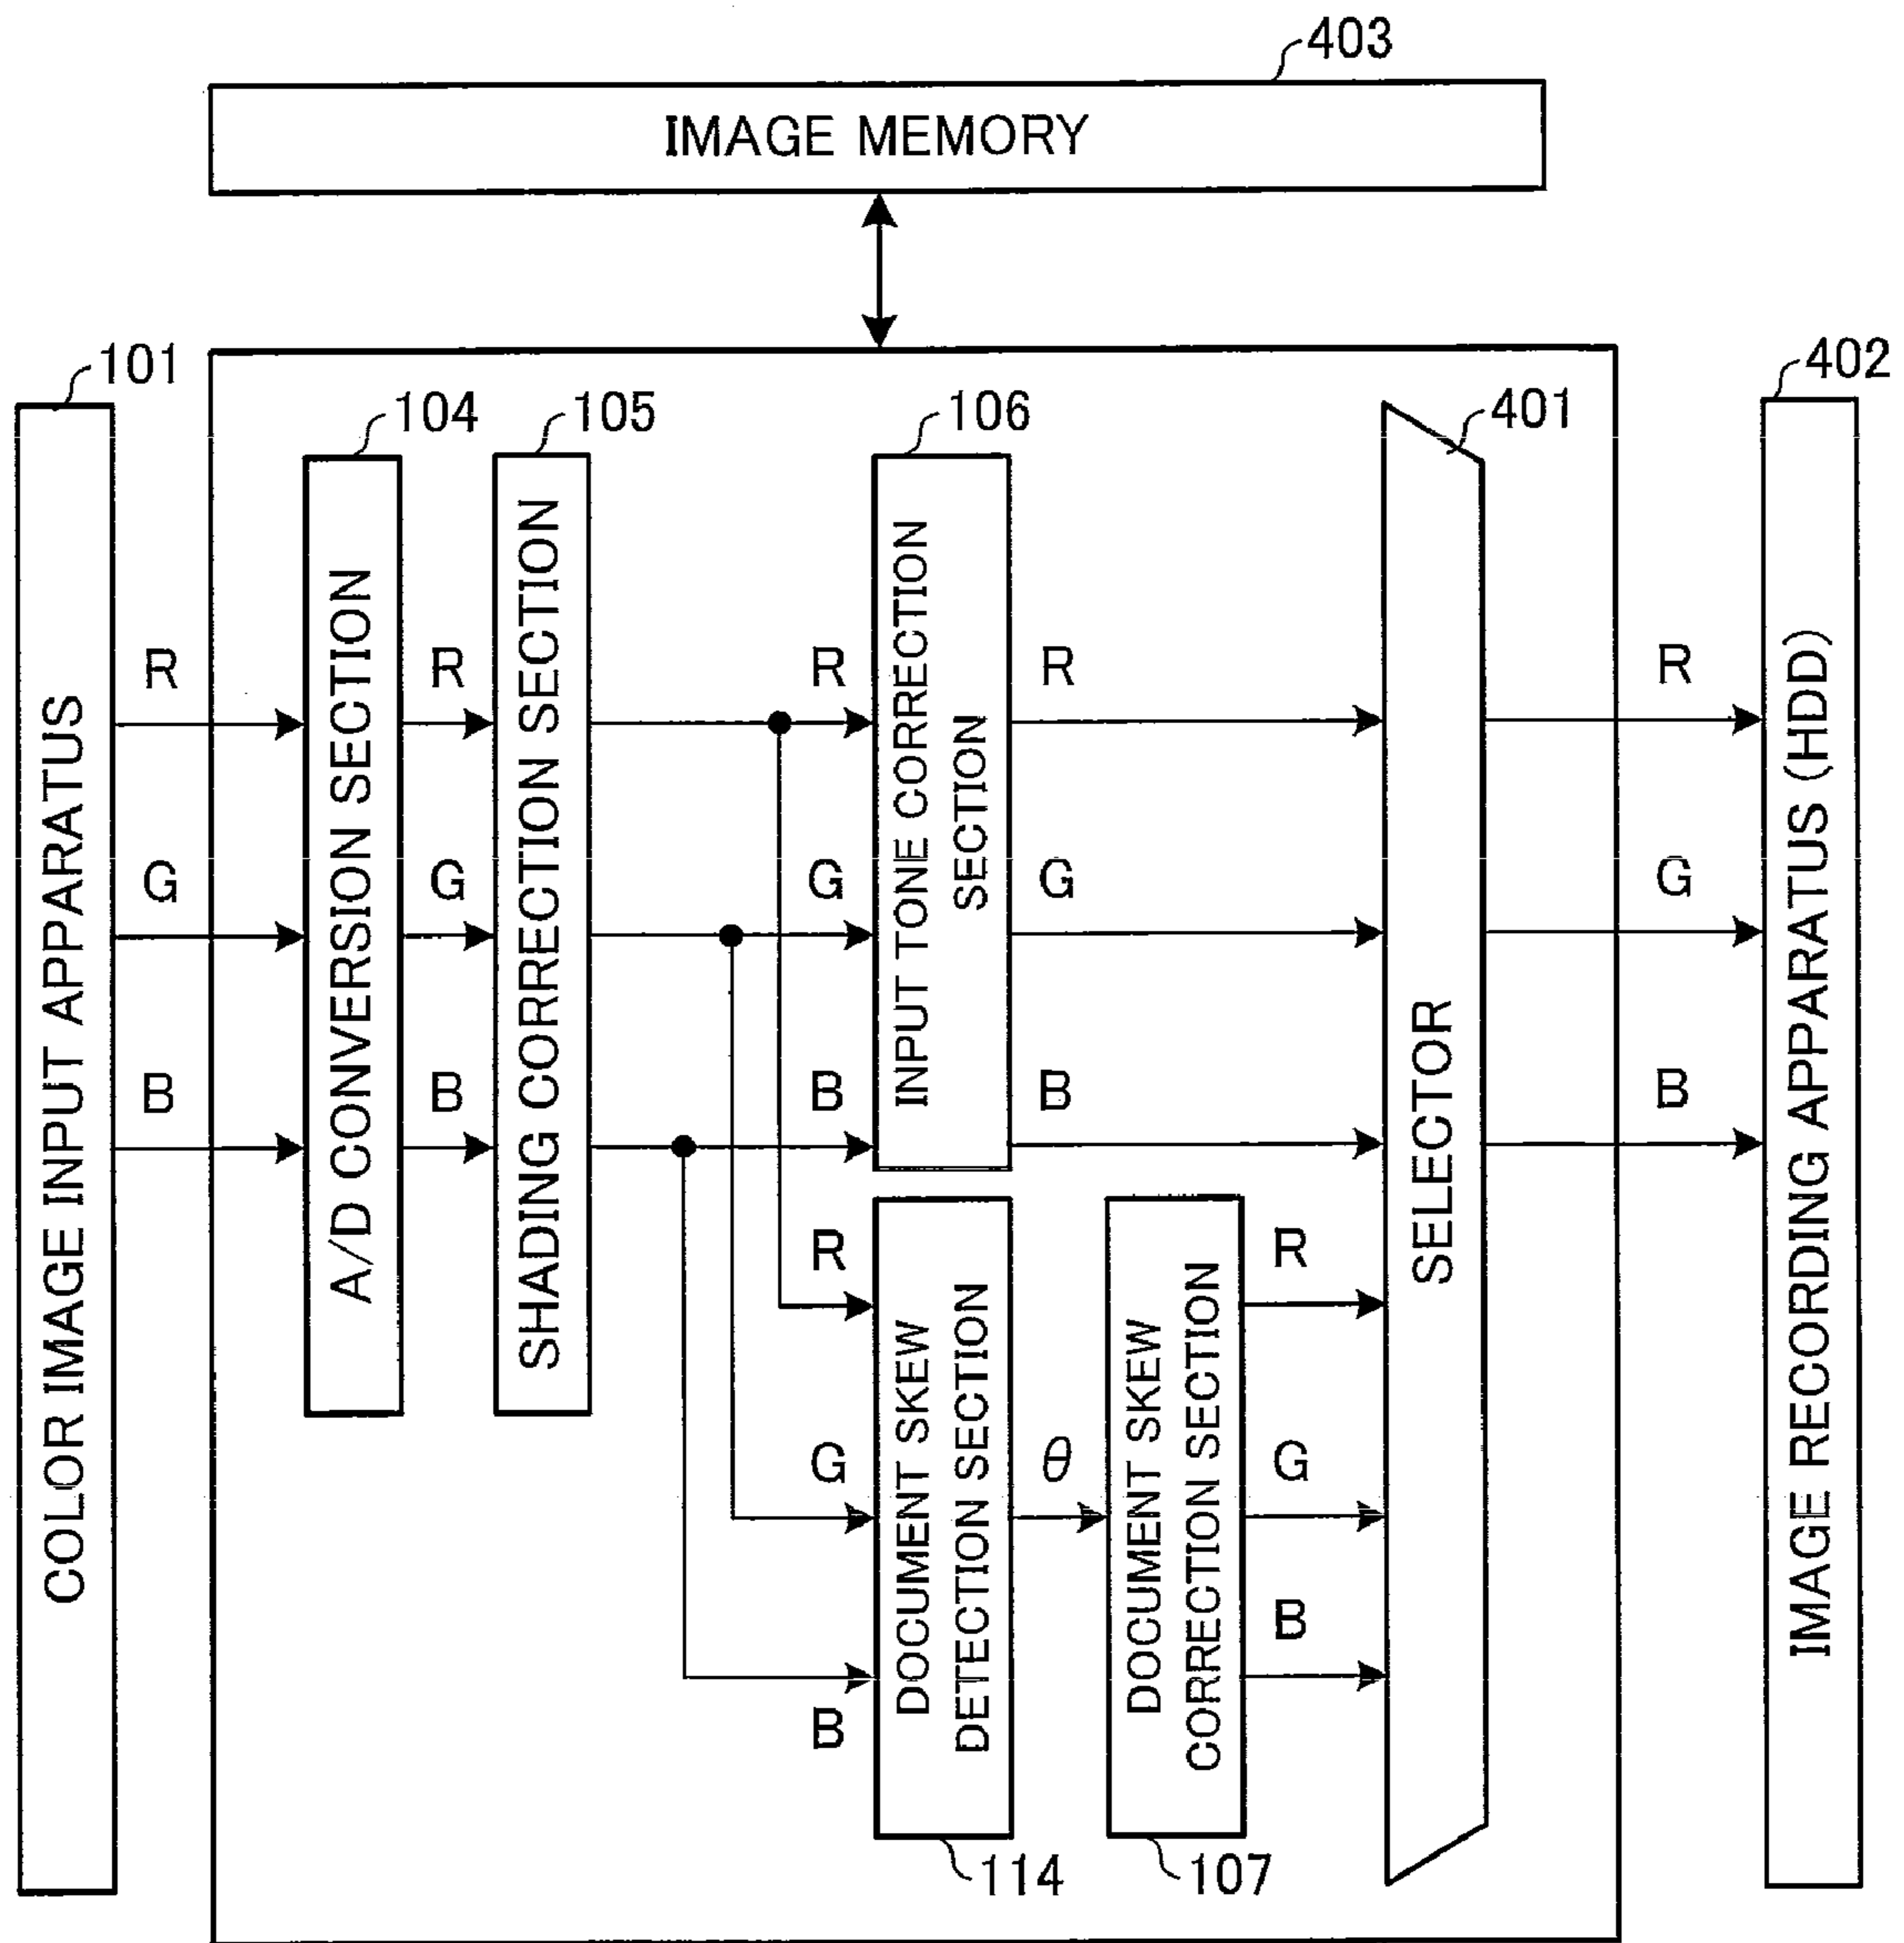 403
IMAGE MEMORY
101
402
104
105
106
401
COLOR IMAGE INPUT APPARATUS
R
G
B
A/D CONVERSION SECTION
R
G
B
SHADING CORRECTION SECTION
R
G
B
INPUT TONE CORRECTION
SECTION
R
G
B
R
G
B
DOCUMENT SKEW
DETECTION SECTION
114
θ
DOCUMENT SKEW
CORRECTION SECTION
107
R
G
B
SELECTOR
R
G
B
IMAGE RECORDING APPARATUS (HDD)